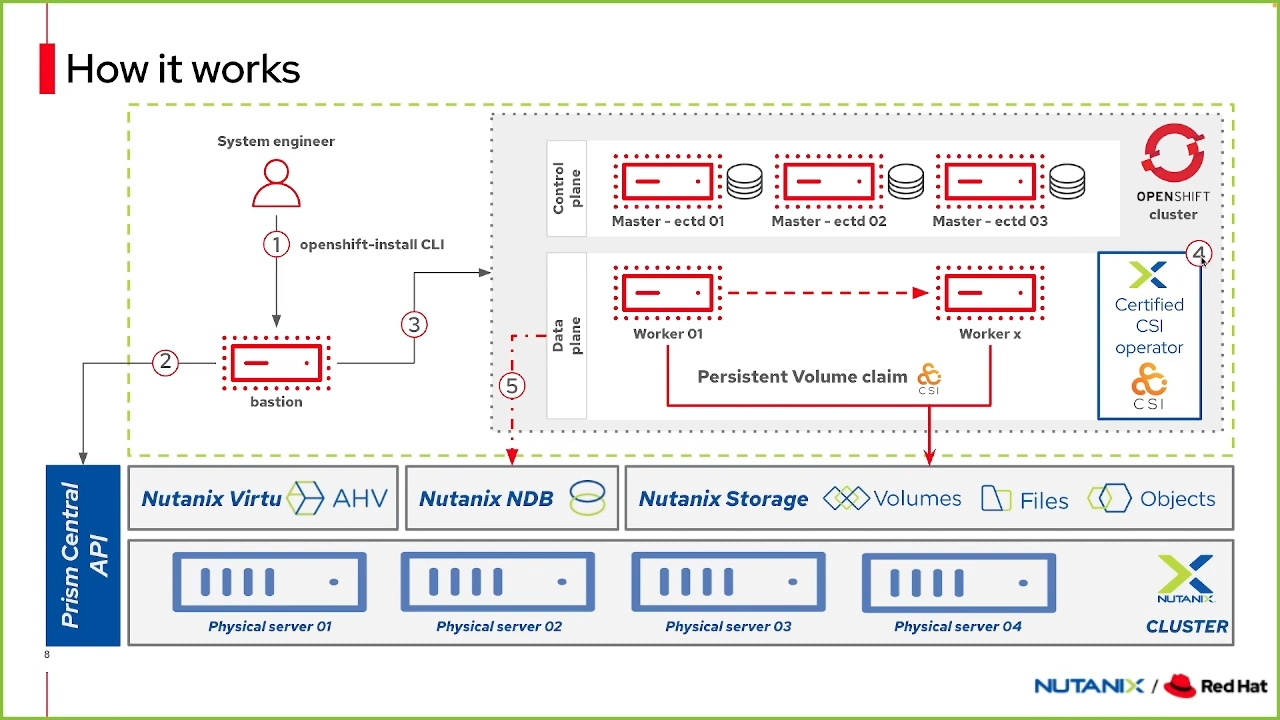 How it works
System engineer
1
openshift-install CLI
2
bastion
3
Control
plane
Master - ectd 01
Master - ectd 02
Master - ectd 03
OPENSHIFT
cluster
Data
plane
Worker 01
Worker x
Persistent Volume claim
CSI
4
Certified
CSI
operator
CSI
5
Prism Central
API
Nutanix Virtu
AHV
Nutanix NDB
Nutanix Storage
Volumes
Files
Objects
Physical server 01
Physical server 02
Physical server 03
Physical server 04
NUTANIX
CLUSTER
8
NUTANIX / Red Hat